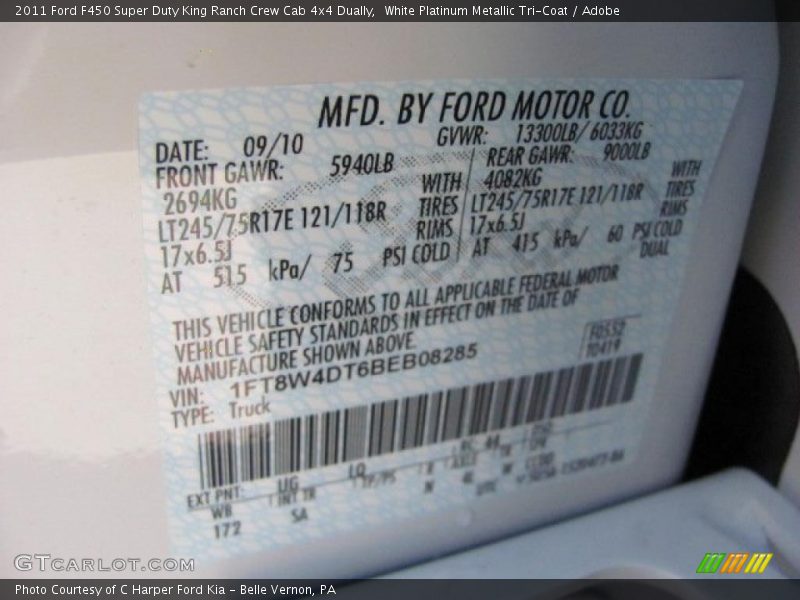 2011 Ford F450 Super Duty King Ranch Crew Cab 4x4 Dually,  White Platinum Metallic Tri-Coat / Adobe
MFD. BY FORD MOTOR CO.
DATE: 09/10 GVWR: 13300LB/ 6033KG
FRONT GAWR: 5940LB REAR GAWR: 9000LB
2694KG WITH 4082KG WITH
LT245/75R17E 121/118R TIRES LT245/75R17E 121/118R TIRES
17x6.5J RIMS 17x6.5J RIMS
AT 515 kPa/ 75 PSI COLD AT 415 kPa/ 60 PSI COLD
DUAL
THIS VEHICLE CONFORMS TO ALL APPLICABLE FEDERAL MOTOR
VEHICLE SAFETY STANDARDS IN EFFECT ON THE DATE OF
MANUFACTURE SHOWN ABOVE.
VIN: 1FT8W4DT6BEB08285
TYPE: Truck
F0532
T0419
EXT PNT: UG LQ
WB INT TR TP/PS
172 SA
GTCARLOT.COM
Photo Courtesy of C Harper Ford Kia - Belle Vernon, PA